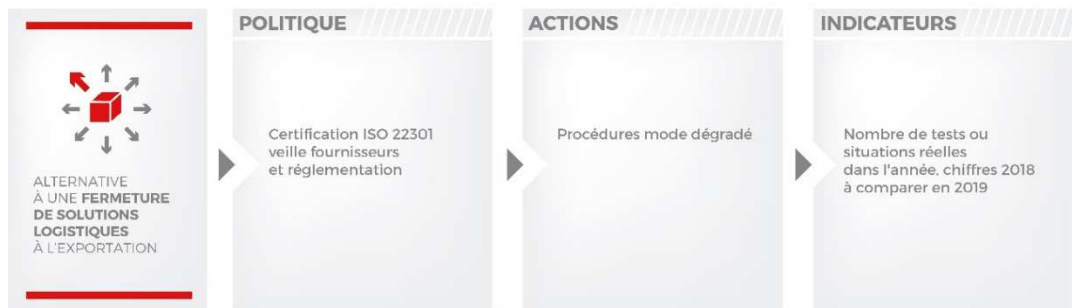 ALTERNATIVE
À UNE FERMETURE
DE SOLUTIONS
LOGISTIQUES
À L'EXPORTATION
POLITIQUE
Certification ISO 22301
veille fournisseurs
et réglementation
ACTIONS
Procédures mode dégradé
INDICATEURS
Nombre de tests ou
situations réelles
dans l'année, chiffres 2018
à comparer en 2019